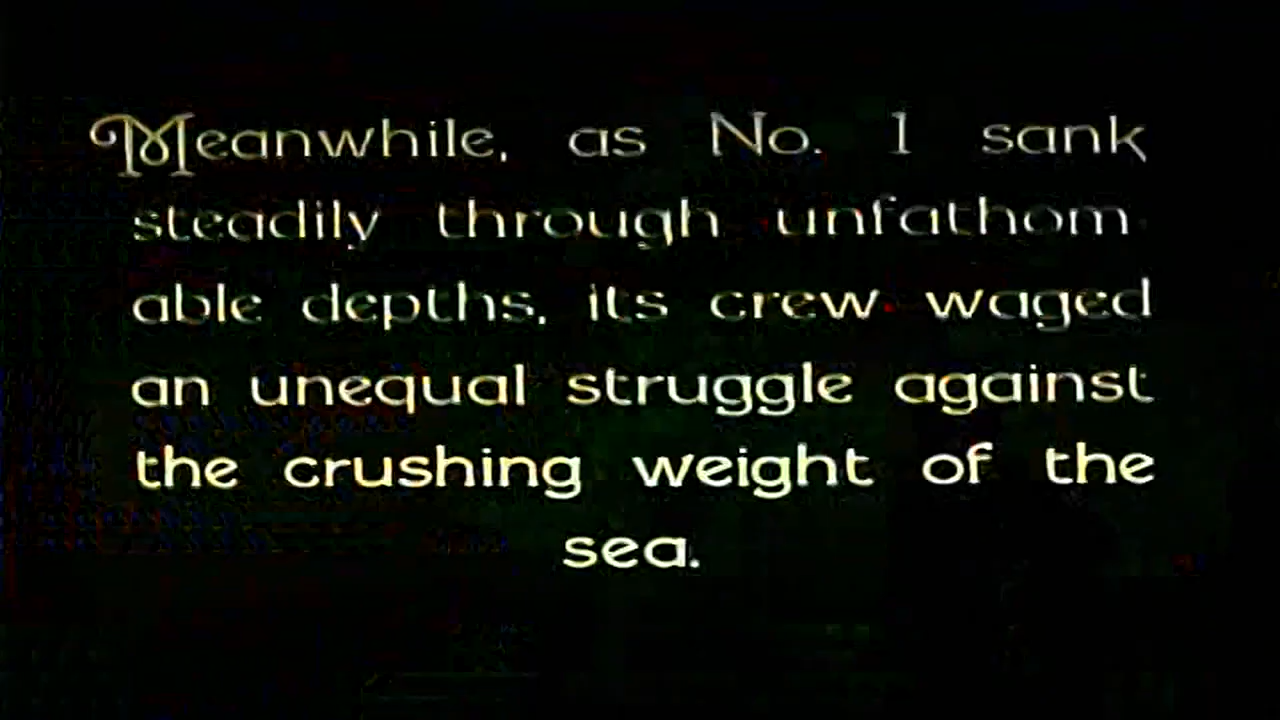 Meanwhile, as No. 1 sank
steadily through unfathom
able depths, its crew waged
an unequal struggle against
the crushing weight of the
sea.